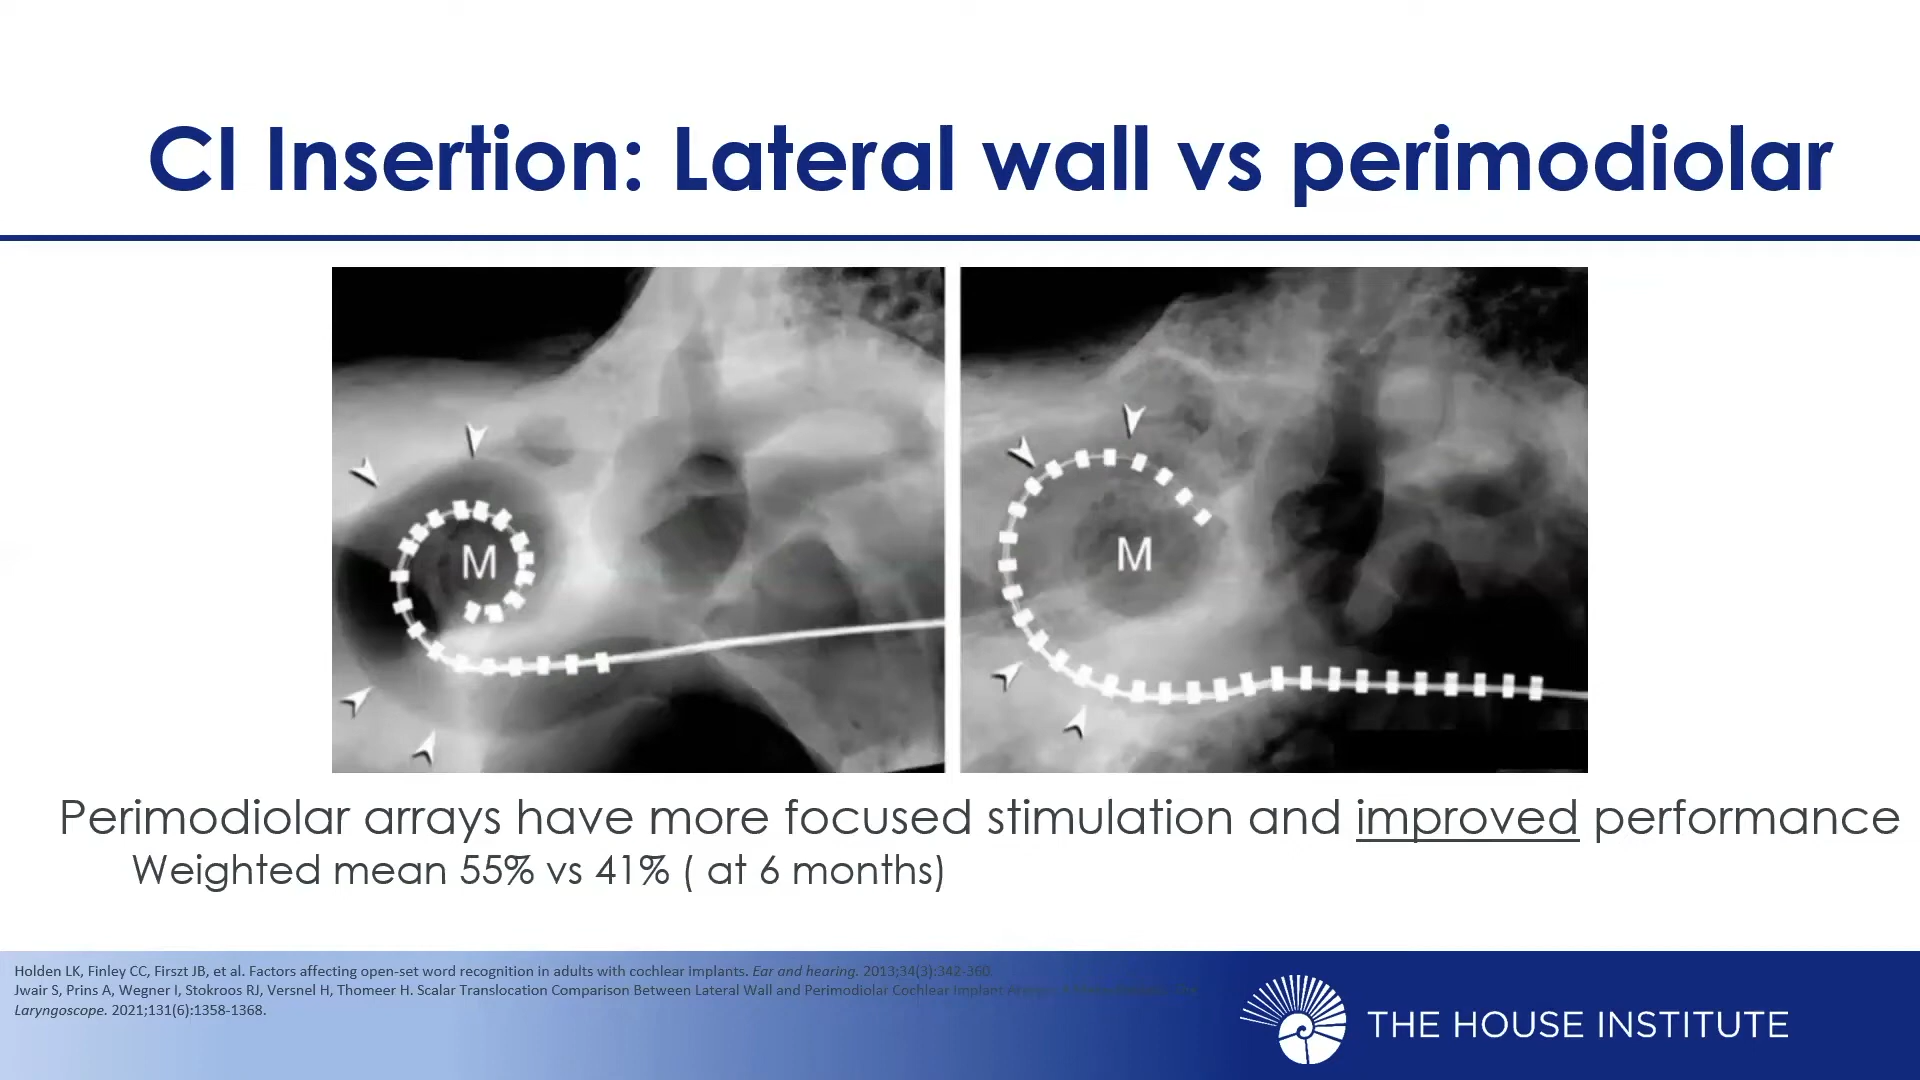 CI Insertion: Lateral wall vs perimodiolar
M
M
Perimodiolar arrays have more focused stimulation and improved performance
Weighted mean 55% vs 41% ( at 6 months)
Holden LK, Finley CC, Firszt JB, et al. Factors affecting open-set word recognition in adults with cochlear implants. Ear and hearing. 2013;34(3):342-360.
Jwair S, Prins A, Wegner I, Stokroos RJ, Versnel H, Thomeer H. Scalar Translocation Comparison Between Lateral Wall and Perimodiolar Cochlear Implant
Laryngoscope. 2021;131(6):1358-1368.
THE HOUSE INSTITUTE